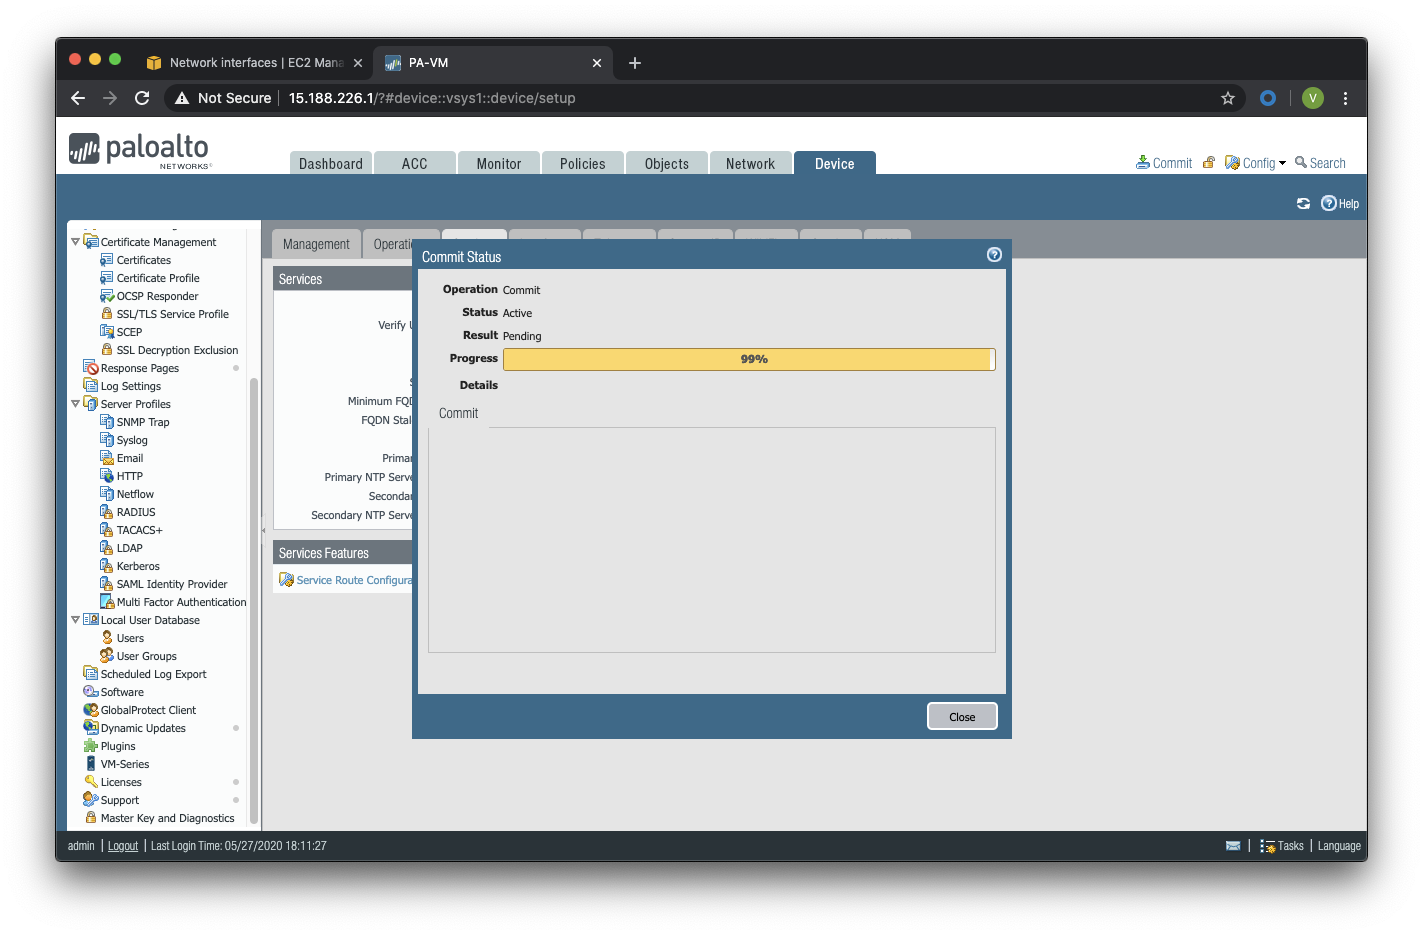 Network interfaces | EC2 Mana
PA-VM
Not Secure
15.188.226.1/?#device::vsys1::device/setup
V
paloalto
NETWORKS®
Dashboard
ACC
Monitor
Policies
Objects
Network
Device
Commit
Config
Search
Help
Certificate Management
Certificates
Certificate Profile
OCSP Responder
SSL/TLS Service Profile
SCEP
SSL Decryption Exclusion
Response Pages
Log Settings
Server Profiles
SNMP Trap
Syslog
Email
HTTP
Netflow
RADIUS
TACACS+
LDAP
Kerberos
SAML Identity Provider
Multi Factor Authentication
Local User Database
Users
User Groups
Scheduled Log Export
Software
GlobalProtect Client
Dynamic Updates
Plugins
VM-Series
Licenses
Support
Master Key and Diagnostics
Management
Operati
Services
Verify U
Minimum FQD
FQDN Stal
Primar
Primary NTP Serve
Secondar
Secondary NTP Serve
Services Features
Service Route Configura
Commit Status
Operation Commit
Status Active
Result Pending
Progress 99%
Details
Commit
Close
admin | Logout | Last Login Time: 05/27/2020 18:11:27
Tasks | Language